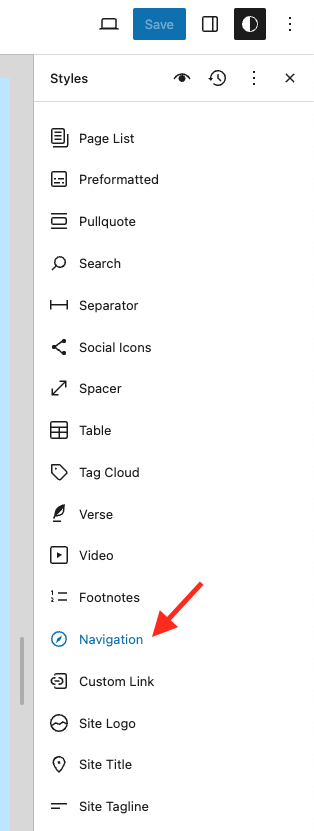 Save
Styles
Page List
Preformatted
Pullquote
Search
Separator
Social Icons
Spacer
Table
Tag Cloud
Verse
Video
Footnotes
Navigation
Custom Link
Site Logo
Site Title
Site Tagline